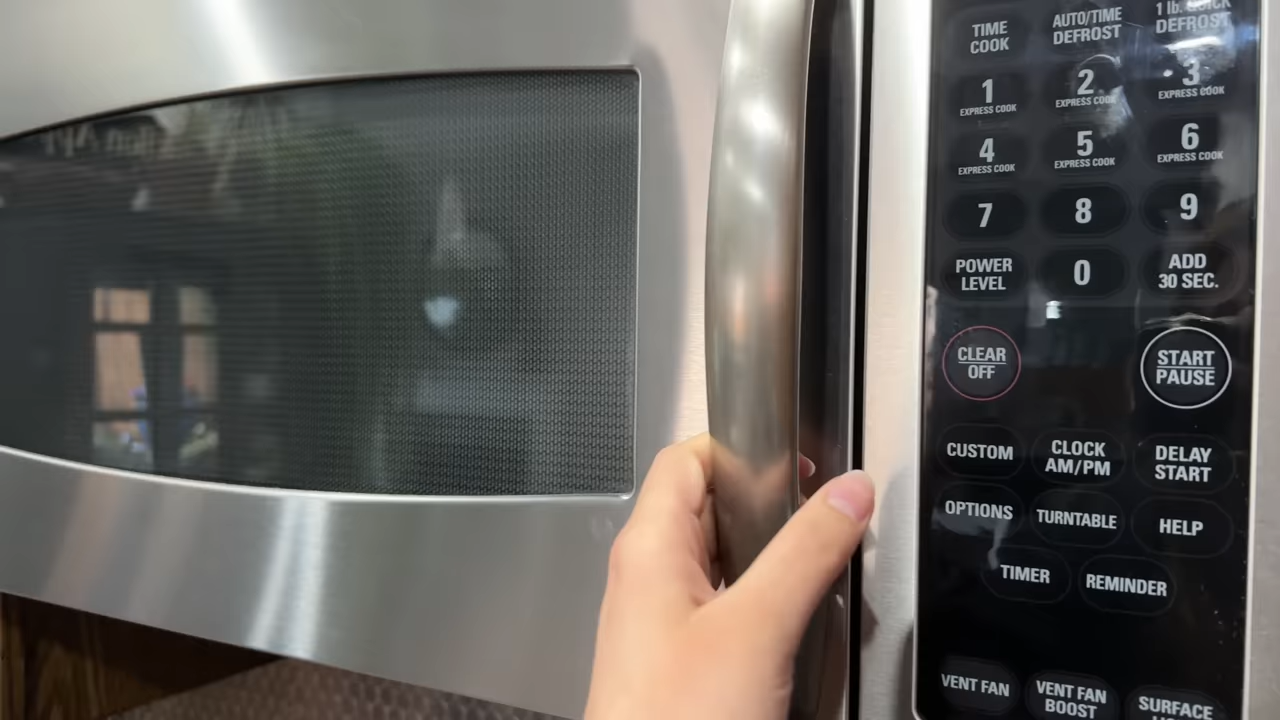 TIME COOK
AUTO/TIME DEFROST
1 lb. QUICK DEFROST
1 EXPRESS COOK
2 EXPRESS COOK
3 EXPRESS COOK
4 EXPRESS COOK
5 EXPRESS COOK
6 EXPRESS COOK
7
8
9
POWER LEVEL
0
ADD 30 SEC.
CLEAR OFF
START PAUSE
CUSTOM
CLOCK AM/PM
DELAY START
OPTIONS
TURNTABLE
HELP
TIMER
REMINDER
VENT FAN
VENT FAN BOOST
SURFACE